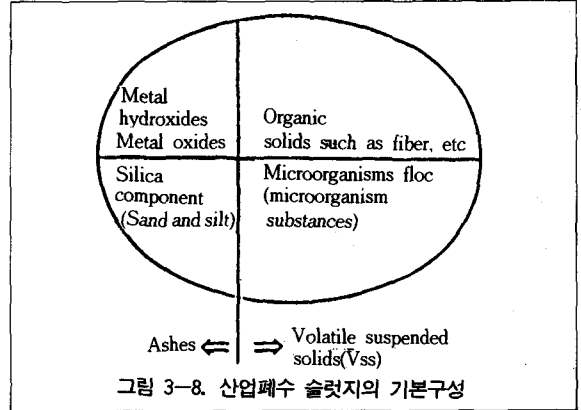 Metal
hydroxides
Metal oxides
Organic
solids such as fiber, etc
Silica
component
(Sand and silt)
Microorganisms floc
(microorganism
substances)
Ashes ⇐
⇒ Volatile suspended
solids(Vss)
그림 3-8. 산업폐수 슬럿지의 기본구성